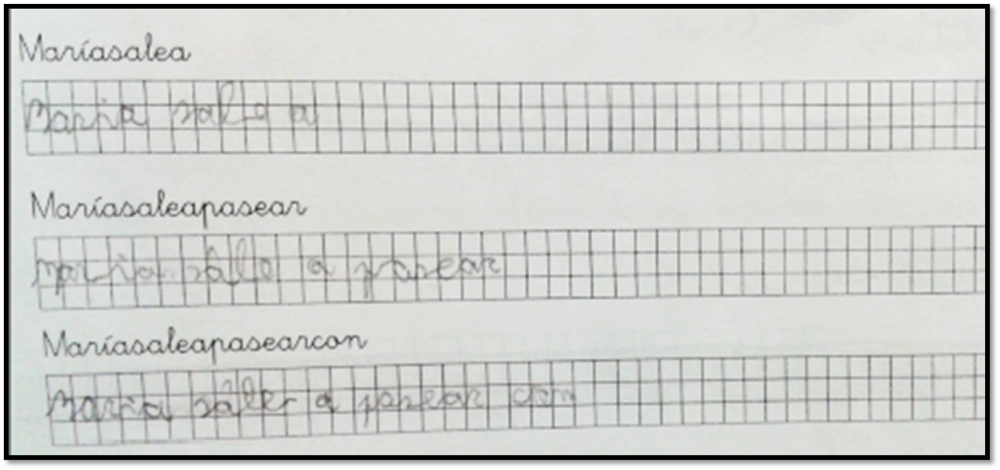 Maríasalea
maria sale a
Maríasaleapasear
maria sale a pasear
Maríasaleapasearcon
maria sale a pasear con